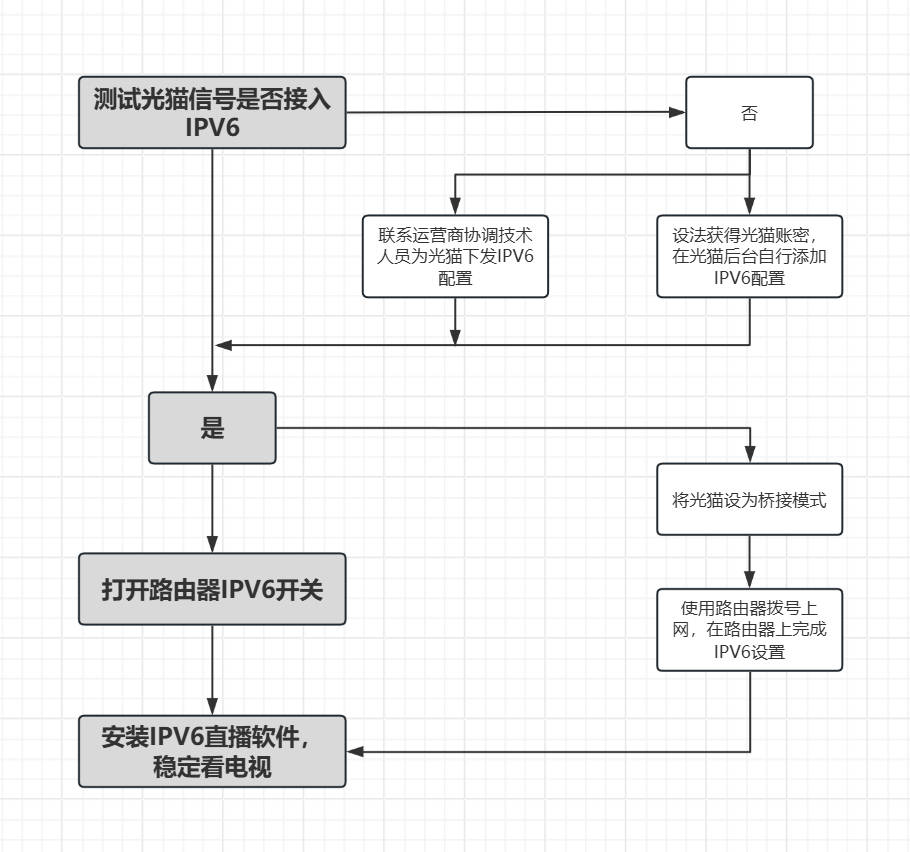 测试光猫信号是否接入
IPV6
否
联系运营商协调技术
人员为光猫下发IPV6
配置
设法获得光猫账密，
在光猫后台自行添加
IPV6配置
是
将光猫设为桥接模式
打开路由器IPV6开关
使用路由器拨号上
网，在路由器上完成
IPV6设置
安装IPV6直播软件，
稳定看电视